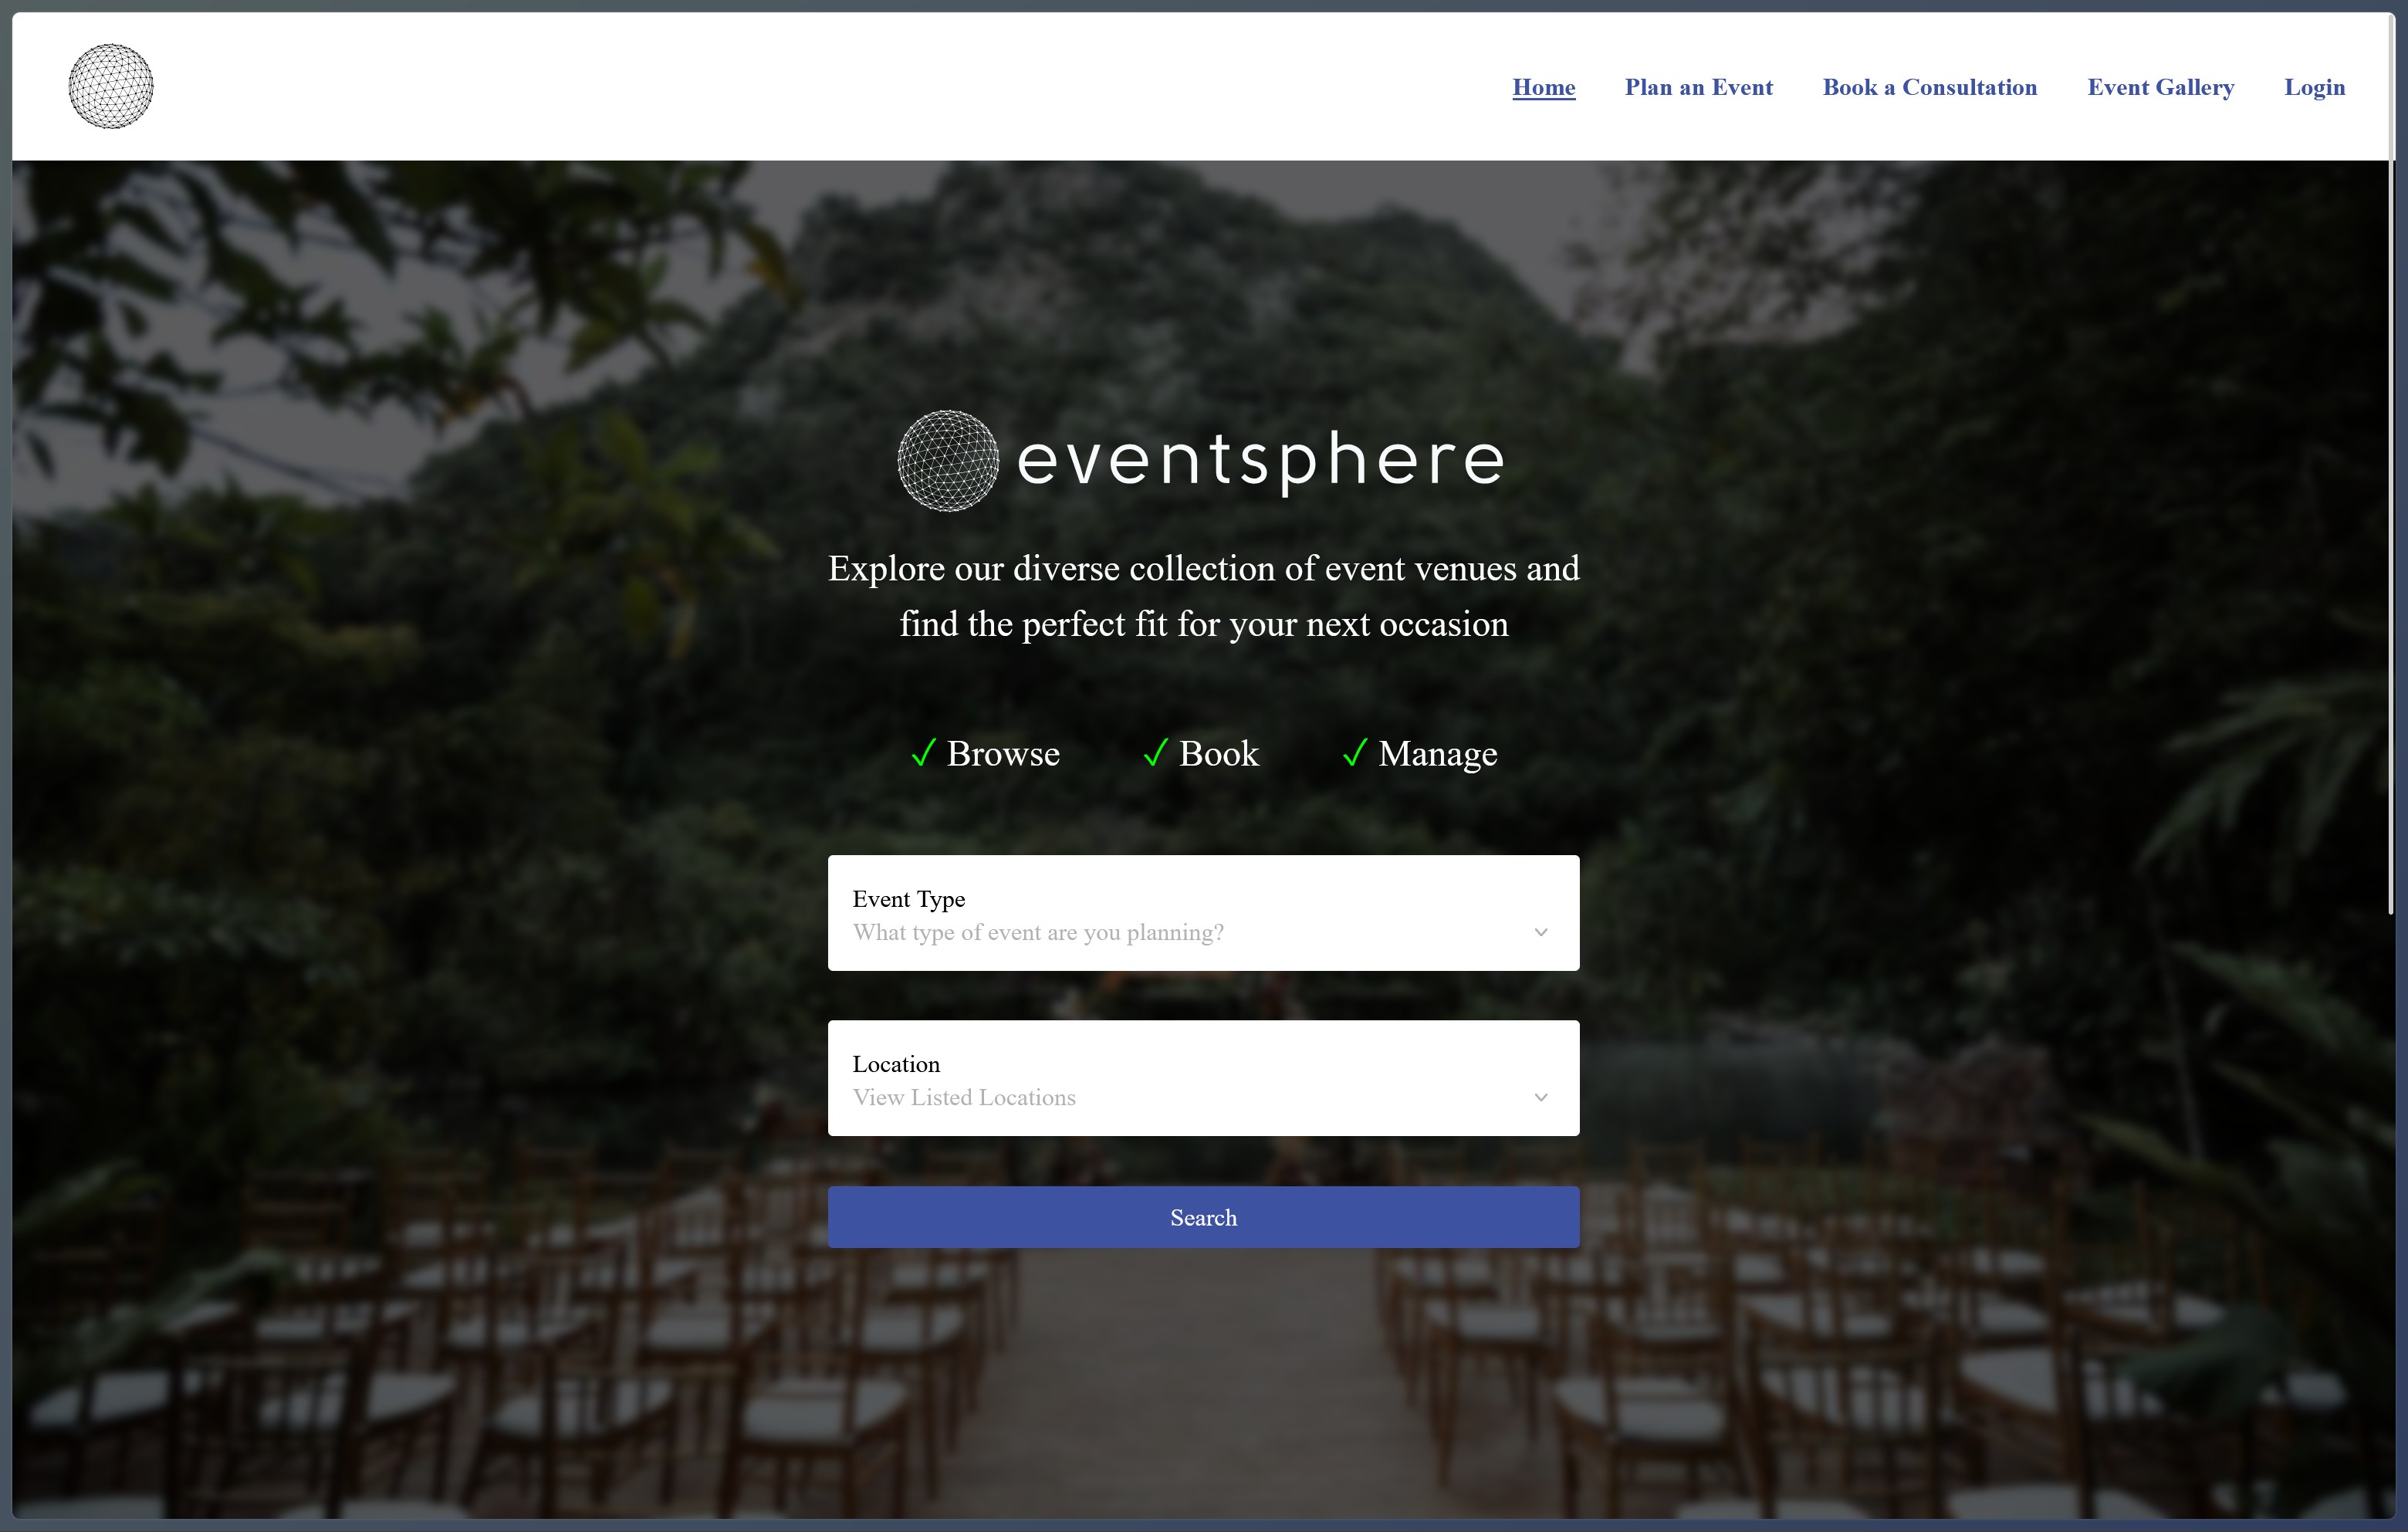 Home Plan an Event Book a Consultation Event Gallery Login
eventsphere
Explore our diverse collection of event venues and
find the perfect fit for your next occasion
✓ Browse ✓ Book ✓ Manage
Event Type
What type of event are you planning?
Location
View Listed Locations
Search